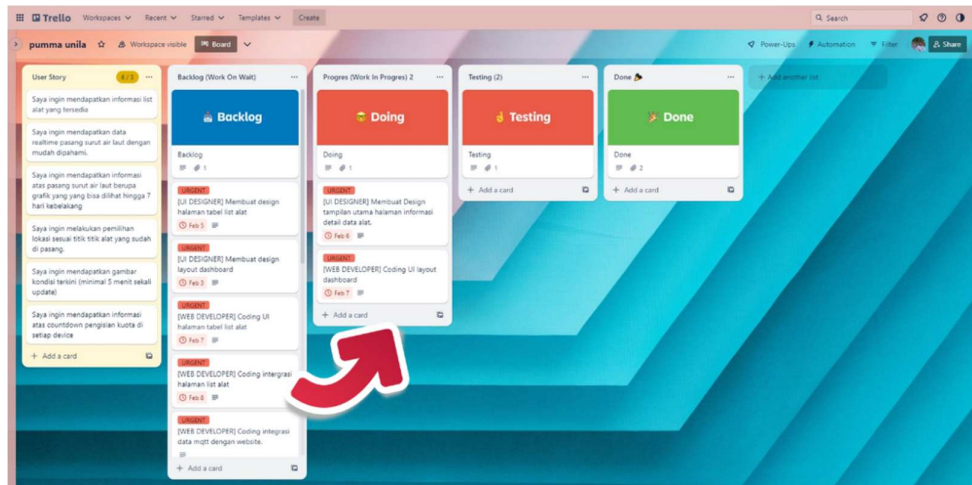 Trello Workspaces Recent Starred Templates Create Search
pumma unila Workspace visible Board Power-Ups Automation Filter Share
User Story 6/3
Saya ingin mendapatkan informasi list
alat yang tersedia
Saya ingin mendapatkan data
realtime pasang surut air laut dengan
mudah dipahami.
Saya ingin mendapatkan informasi
atas pasang surut air laut berupa
grafik yang yang bisa dilihat hingga 7
hari kebelakang
Saya ingin melakukan pemilihan
lokasi sesuai titik titik alat yang sudah
di pasang.
Saya ingin mendapatkan gambar
kondisi terkini (minimal 5 menit sekali
update)
Saya ingin mendapatkan informasi
atas countdown pengisian kuota di
setiap device
+ Add a card
Backlog (Work On Wait)
Backlog
Backlog
1
URGENT
[UI DESIGNER] Membuat design
halaman tabel list alat
Feb 5
URGENT
[UI DESIGNER] Membuat design
layout dashboard
Feb 3
URGENT
[WEB DEVELOPER] Coding UI
halaman tabel list alat
Feb 7
URGENT
[WEB DEVELOPER] Coding intergrasi
halaman list alat
Feb 8
URGENT
[WEB DEVELOPER] Coding integrasi
data mqtt dengan website.
+ Add a card
Progres (Work In Progres) 2
Doing
Doing
1
URGENT
[UI DESIGNER] Membuat Design
tampilan utama halaman informasi
detail data alat.
Feb 6
URGENT
[WEB DEVELOPER] Coding UI layout
dashboard
Feb 7
+ Add a card
Testing (2)
Testing
Testing
1
+ Add a card
Done
Done
Done
2
+ Add a card
+ Add another list